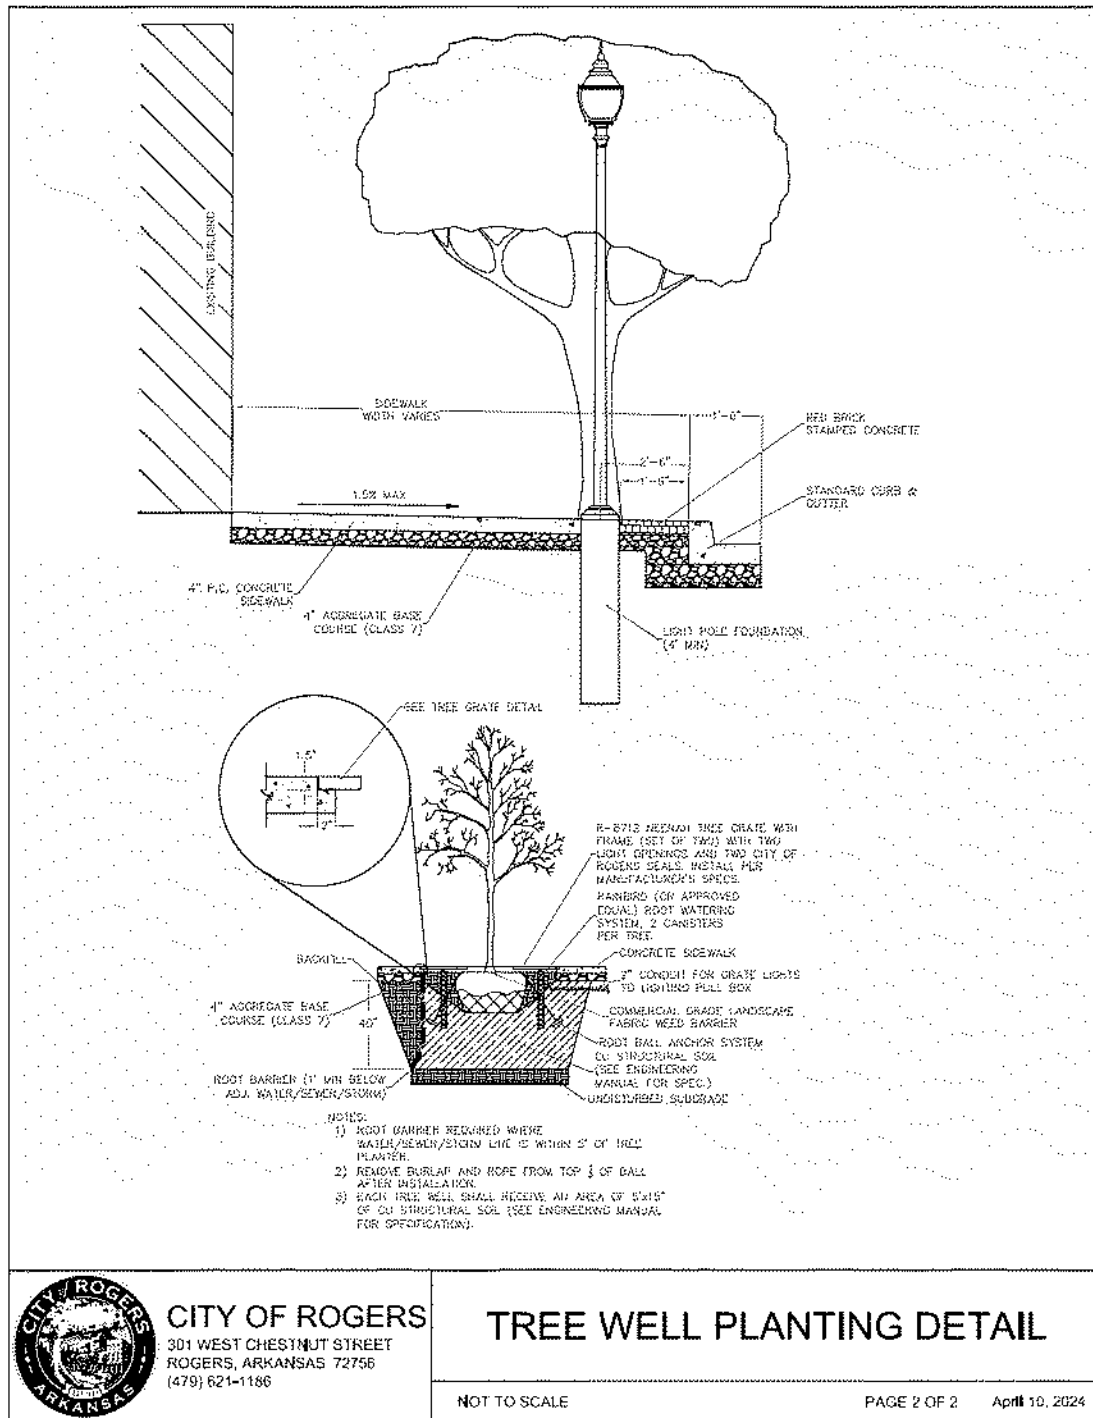 EXISTING BUILDING
SIDEWALK
WIDTH VARIES
1'-6"
RED BRICK
STAMPED CONCRETE
2'-6"
1'-6"
STANDARD CURB &
GUTTER
1.5% MAX
4" P.C. CONCRETE
SIDEWALK
4" AGGREGATE BASE
COURSE (CLASS 7)
LIGHT POLE FOUNDATION
(4' MIN)
SEE TREE GRATE DETAIL
1.5"
2"
R-8713 NEENAH TREE GRATE WITH
FRAME (SET OF TWO) WITH TWO
LIGHT OPENINGS AND TWO CITY OF
ROGERS SEALS. INSTALL PER
MANUFACTURER'S SPECS.
RAINBIRD (OR APPROVED
EQUAL) ROOT WATERING
SYSTEM, 2 CANISTERS
PER TREE.
CONCRETE SIDEWALK
BACKFILL
2" CONDUIT FOR GRATE LIGHTS
TO LIGHTING PULL BOX
4" AGGREGATE BASE
COURSE (CLASS 7)
40"
COMMERCIAL GRADE LANDSCAPE
FABRIC WEED BARRIER
ROOT BALL ANCHOR SYSTEM
CU STRUCTURAL SOIL
(SEE ENGINEERING
MANUAL FOR SPEC.)
ROOT BARRIER (1' MIN BELOW
ADJ. WATER/SEWER/STORM)
UNDISTURBED SUBGRADE
NOTES:
1) ROOT BARRIER REQUIRED WHERE
WATER/SEWER/STORM LINE IS WITHIN 5' OF TREE
PLANTER.
2) REMOVE BURLAP AND ROPE FROM TOP OF BALL
AFTER INSTALLATION.
3) EACH TREE WELL SHALL RECEIVE AN AREA OF 5'x15'
OF CU STRUCTURAL SOIL (SEE ENGINEERING MANUAL
FOR SPECIFICATION).
CITY OF ROGERS
ARKANSAS
CITY OF ROGERS
301 WEST CHESTNUT STREET
ROGERS, ARKANSAS 72756
(479) 621-1186
TREE WELL PLANTING DETAIL
NOT TO SCALE
PAGE 2 OF 2 April 10, 2024